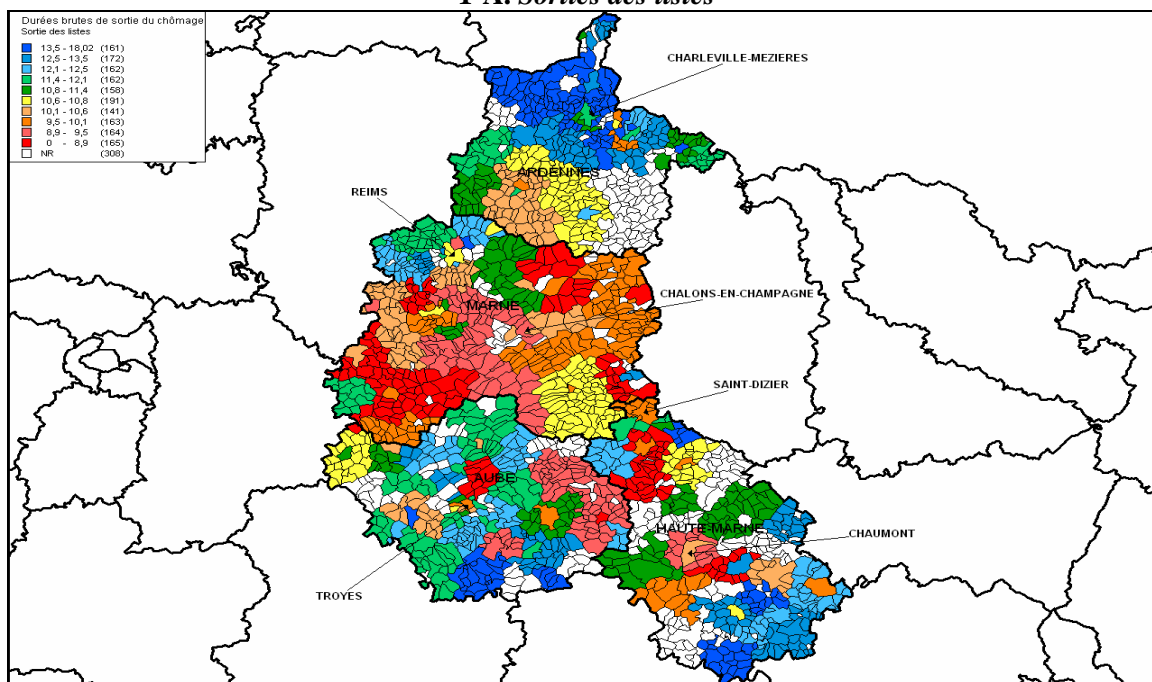 1-A. Sorties des listes
Durées brutes de sortie du chômage
Sortie des listes
13,5 - 18,02 (161)
12,5 - 13,5 (172)
12,1 - 12,5 (162)
11,4 - 12,1 (162)
10,8 - 11,4 (158)
10,6 - 10,8 (191)
10,1 - 10,6 (141)
9,5 - 10,1 (163)
8,9 - 9,5 (164)
0 - 8,9 (165)
NR (308)
CHARLEVILLE-MEZIERES
ARDENNES
REIMS
CHALONS-EN-CHAMPAGNE
MARNE
SAINT-DIZIER
AUBE
HAUTE-MARNE
CHAUMONT
TROYES